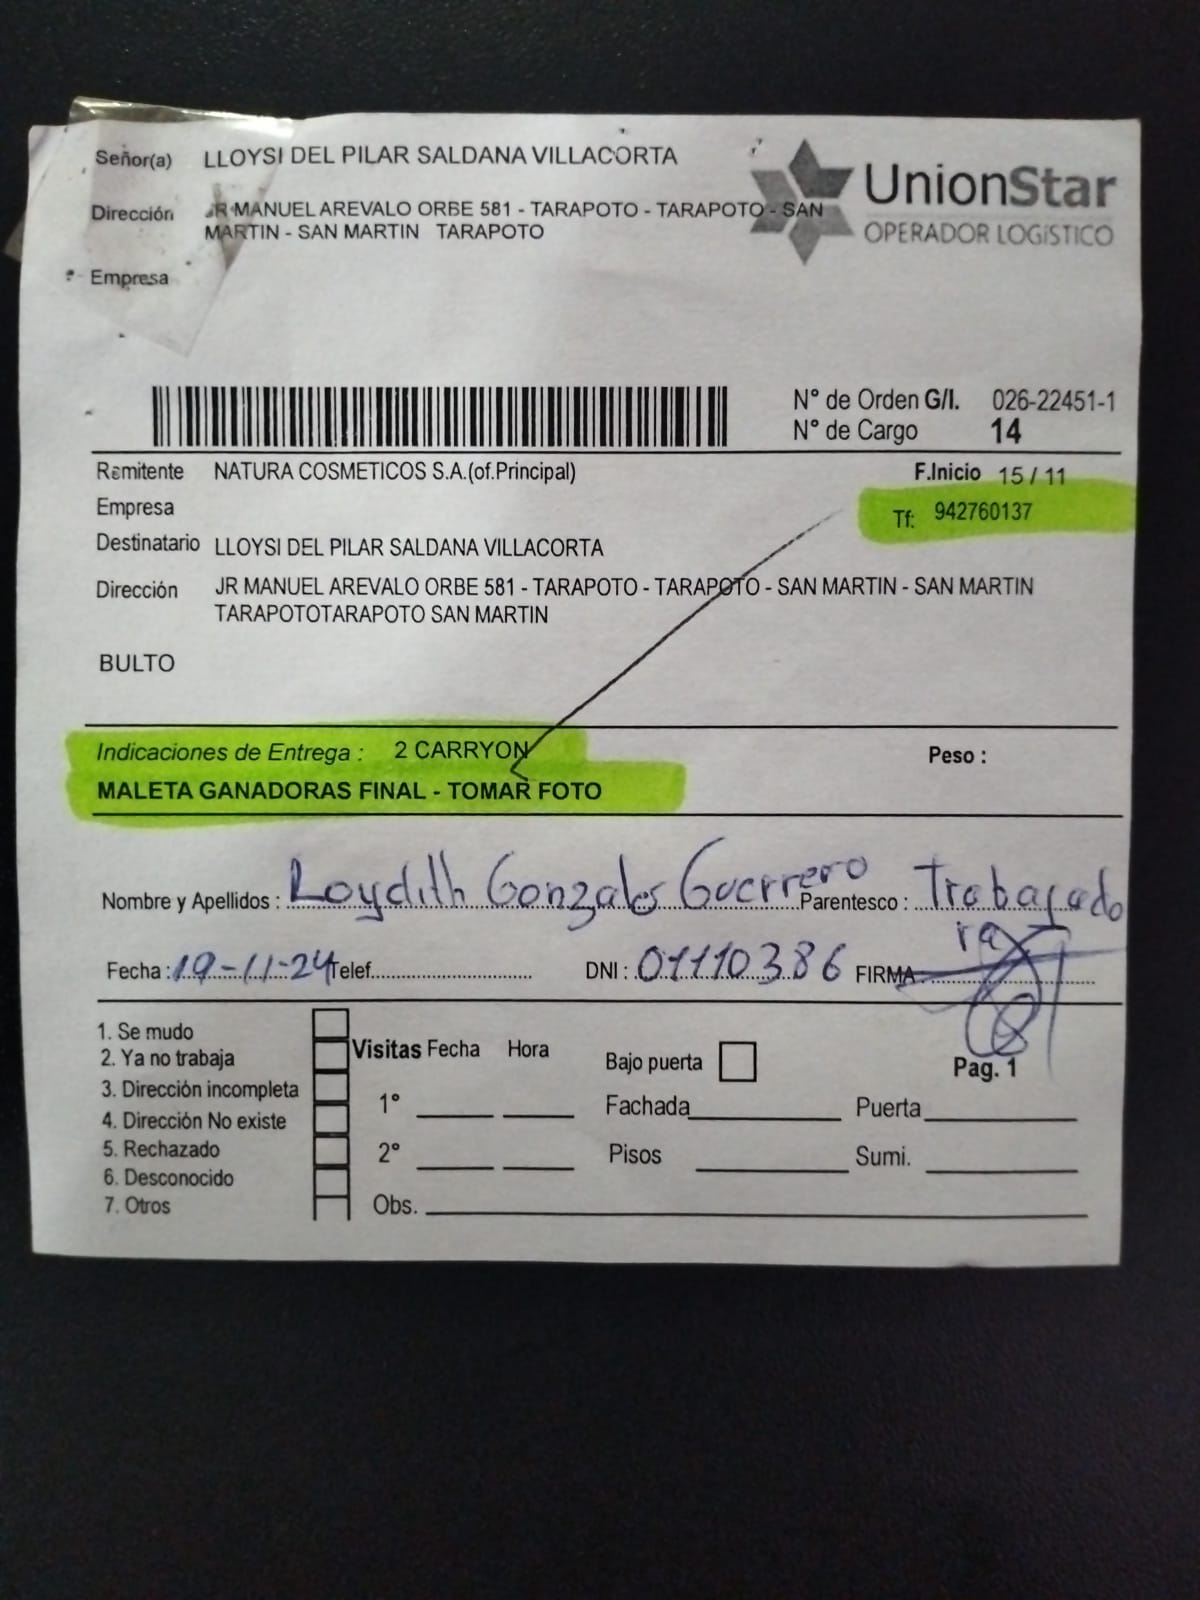 Señor(a) LLOYSI DEL PILAR SALDANA VILLACORTA
UnionStar
OPERADOR LOGíSTICO
Dirección JR MANUEL AREVALO ORBE 581 - TARAPOTO - TARAPOTO - SAN
MARTIN - SAN MARTIN TARAPOTO
Empresa
N° de Orden G/I. 026-22451-1
N° de Cargo 14
Remitente NATURA COSMETICOS S.A.(of.Principal)
F.Inicio 15 / 11
Empresa
Tf: 942760137
Destinatario LLOYSI DEL PILAR SALDANA VILLACORTA
Dirección JR MANUEL AREVALO ORBE 581 - TARAPOTO - TARAPOTO - SAN MARTIN - SAN MARTIN
TARAPOTOTARAPOTO SAN MARTIN
BULTO
Indicaciones de Entrega : 2 CARRYON
Peso :
MALETA GANADORAS FINAL - TOMAR FOTO
Nombre y Apellidos : Loydith Gonzales Guerrero Parentesco : Trabajado
ra
Fecha : 19-11-24 Telef. DNI : 01110386 FIRMA
1. Se mudo
2. Ya no trabaja
3. Dirección incompleta
4. Dirección No existe
5. Rechazado
6. Desconocido
7. Otros
Visitas Fecha Hora
1°
2°
Obs.
Bajo puerta
Pag. 1
Fachada Puerta
Pisos Sumi.